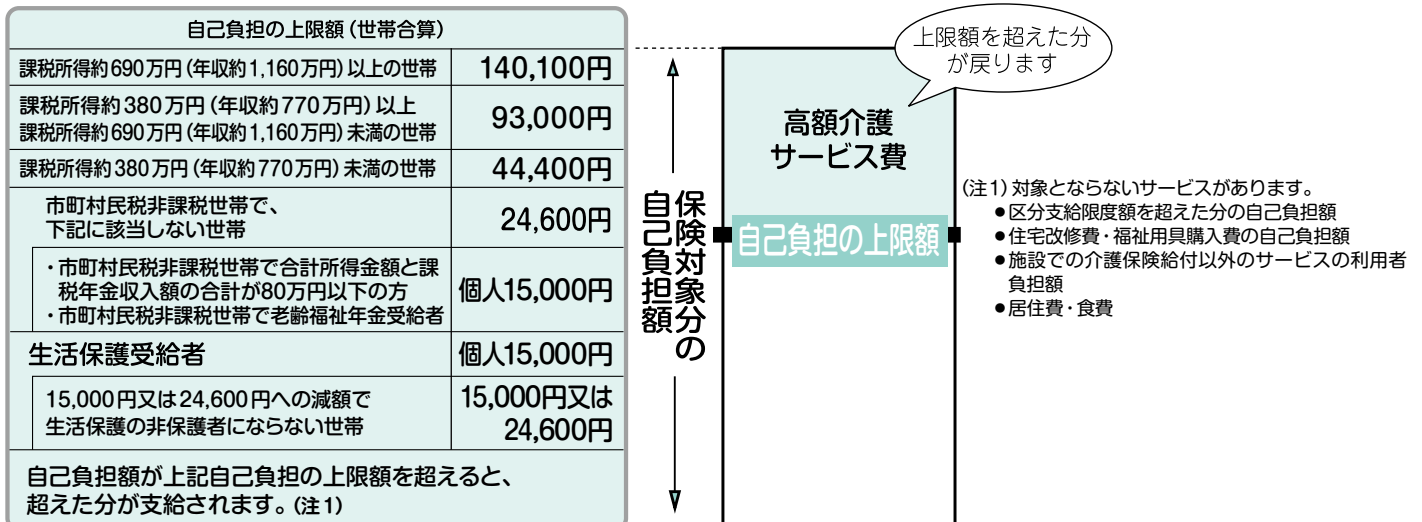 自己負担の上限額（世帯合算）
課税所得約690万円（年収約1,160万円）以上の世帯
140,100円
課税所得約380万円（年収約770万円）以上
課税所得約690万円（年収約1,160万円）未満の世帯
93,000円
課税所得約380万円（年収約770万円）未満の世帯
44,400円
市町村民税非課税世帯で、
下記に該当しない世帯
24,600円
・市町村民税非課税世帯で合計所得金額と課
税年金収入額の合計が80万円以下の方
・市町村民税非課税世帯で老齢福祉年金受給者
個人15,000円
生活保護受給者
個人15,000円
15,000円又は24,600円への減額で
生活保護の非保護者にならない世帯
15,000円又は
24,600円
自己負担額が上記自己負担の上限額を超えると、
超えた分が支給されます。（注1）
保険対象分の
自己負担額
上限額を超えた分
が戻ります
高額介護
サービス費
自己負担の上限額
（注1）対象とならないサービスがあります。
●区分支給限度額を超えた分の自己負担額
●住宅改修費・福祉用具購入費の自己負担額
●施設での介護保険給付以外のサービスの利用者
負担額
●居住費・食費